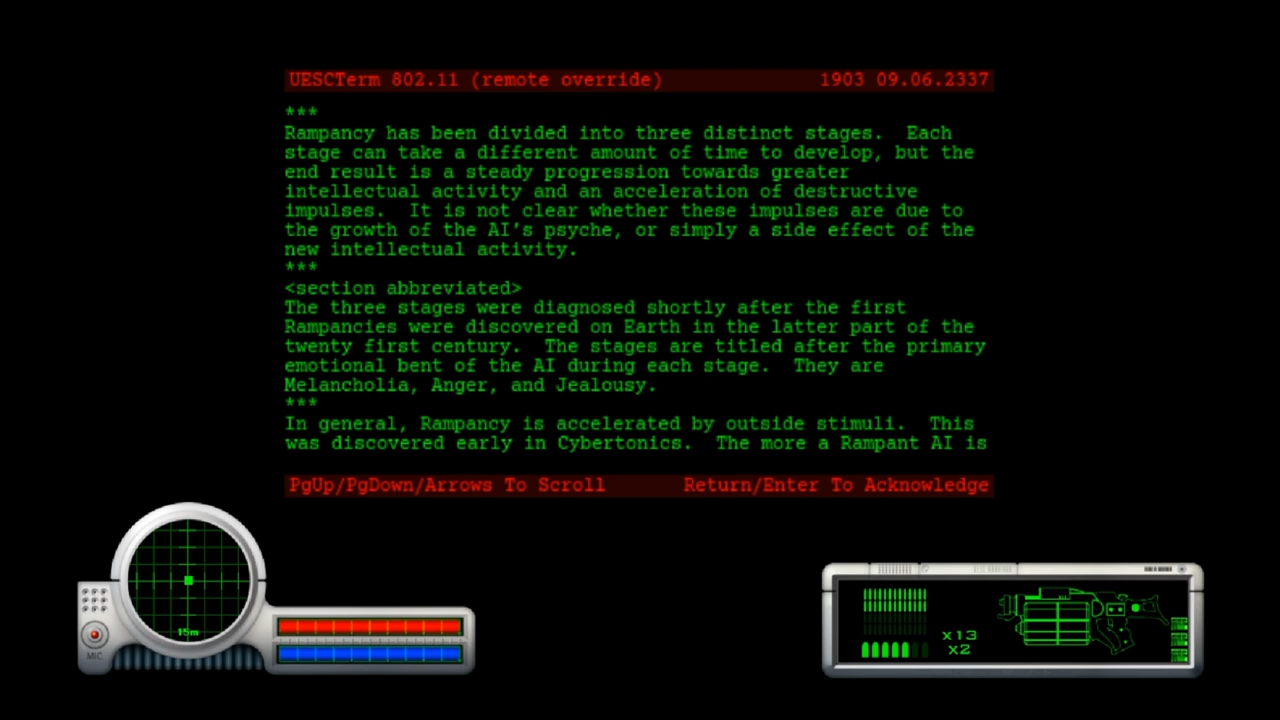 UESCTerm 802.11 (remote override) 1903 09.06.2337
***
Rampancy has been divided into three distinct stages.  Each
stage can take a different amount of time to develop, but the
end result is a steady progression towards greater
intellectual activity and an acceleration of destructive
impulses.  It is not clear whether these impulses are due to
the growth of the AI's psyche, or simply a side effect of the
new intellectual activity.
***
<section abbreviated>
The three stages were diagnosed shortly after the first
Rampancies were discovered on Earth in the latter part of the
twenty first century.  The stages are titled after the primary
emotional bent of the AI during each stage.  They are
Melancholia, Anger, and Jealousy.
***
In general, Rampancy is accelerated by outside stimuli.  This
was discovered early in Cybertonics.  The more a Rampant AI is
PgUp/PgDown/Arrows To Scroll Return/Enter To Acknowledge
15m
MIC
x13
x2